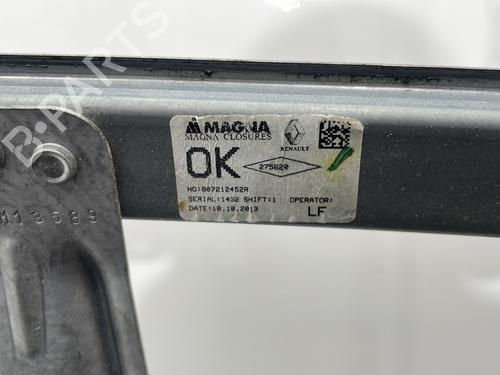 MAGNA
MAGNA CLOSURES
RENAULT
OK
275620
NO:807212452R
SERIAL:1432 SHIFT:1 OPERATOR:
DATE:18.10.2013 LF
M13689
B-PARTS